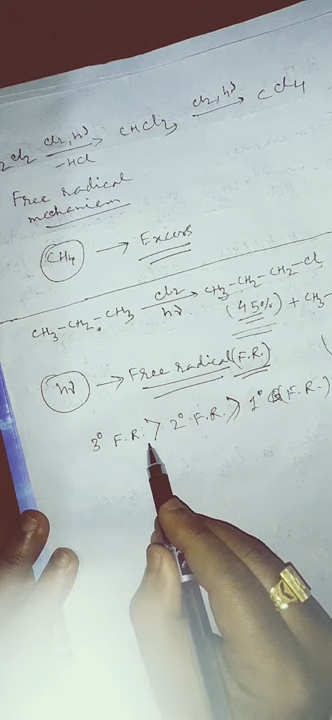 Cl₂ Cl₂, hν → -HCl CHCl₃ Cl₂, hν → CCl₄
Free radical
mechanism
CH₄ → Excess
CH₃-CH₂-CH₃ Cl₂ → hν CH₃-CH₂-CH₂-Cl
(45%) + CH₃-
hν → Free radical (F.R.)
3° F.R. > 2° F.R. > 1° (F.R.)